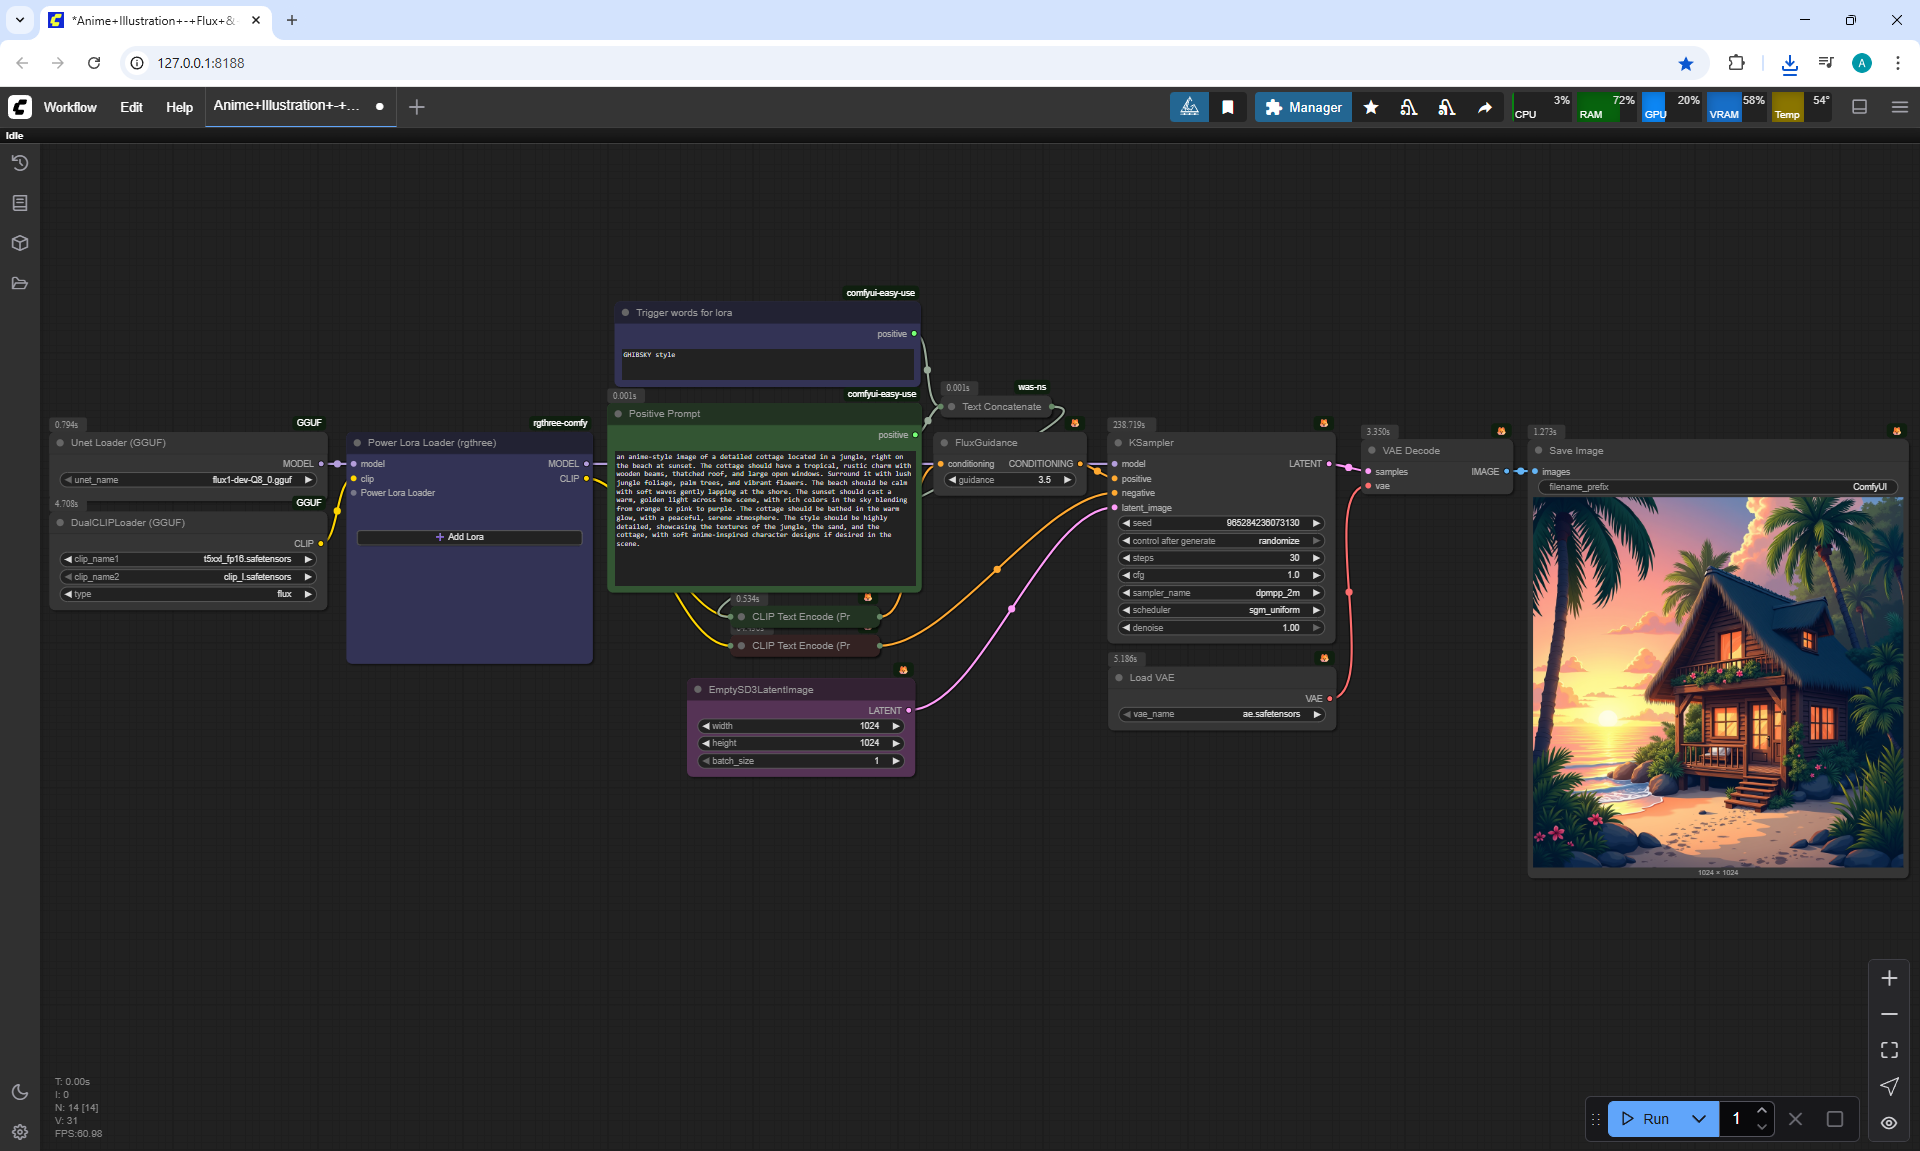 *Anime+Illustration+-+Flux+&
127.0.0.1:8188
A
Workflow
Edit
Help
Anime+Illustration+-+...
Manager
CPU 3%
RAM 72%
GPU 20%
VRAM 58%
Temp 54°
Idle
comfyui-easy-use
Trigger words for lora
positive
GHIBSKY style
0.001s
comfyui-easy-use
Positive Prompt
positive
an anime-style image of a detailed cottage located in a jungle, right on
the beach at sunset. The cottage should have a tropical, rustic charm with
wooden beams, thatched roof, and large open windows. Surround it with lush
jungle foliage, palm trees, and vibrant flowers. The beach should be calm
with soft waves gently lapping at the shore. The sunset should cast a
warm, golden light across the scene, with rich colors in the sky blending
from orange to pink to purple. The cottage should be bathed in the warm
glow, with a peaceful, serene atmosphere. The style should be highly
detailed, showcasing the textures of the jungle, the sand, and the
cottage, with soft anime-inspired character designs if desired in the
scene.
0.794s
GGUF
Unet Loader (GGUF)
MODEL
unet_name flux1-dev-Q8_0.gguf
4.708s
GGUF
DualCLIPLoader (GGUF)
CLIP
clip_name1 t5xxl_fp16.safetensors
clip_name2 clip_l.safetensors
type flux
rgthree-comfy
Power Lora Loader (rgthree)
model MODEL
clip CLIP
Power Lora Loader
+ Add Lora
0.534s
CLIP Text Encode (Pr
CLIP Text Encode (Pr
EmptySD3LatentImage
LATENT
width 1024
height 1024
batch_size 1
0.001s
was-ns
Text Concatenate
FluxGuidance
conditioning CONDITIONING
guidance 3.5
238.719s
KSampler
model LATENT
positive
negative
latent_image
seed 965284236073130
control after generate randomize
steps 30
cfg 1.0
sampler_name dpmpp_2m
scheduler sgm_uniform
denoise 1.00
5.186s
Load VAE
VAE
vae_name ae.safetensors
3.350s
VAE Decode
samples IMAGE
vae
1.273s
Save Image
images
filename_prefix ComfyUI
1024 × 1024
T: 0.00s
I: 0
N: 14 [14]
V: 31
FPS:60.98
Run
1